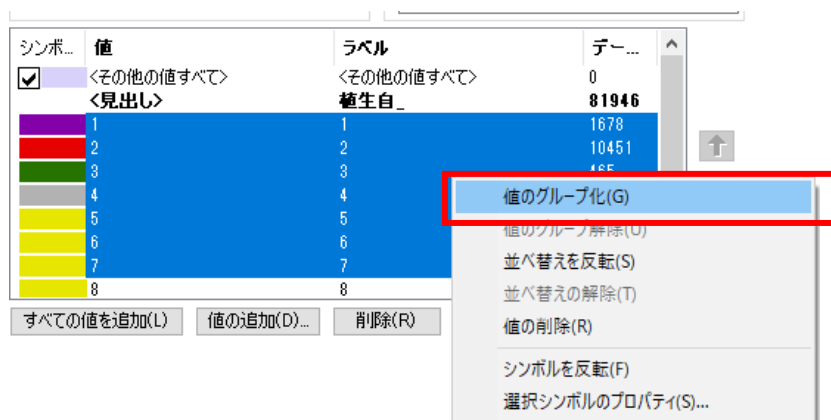 シンボ... 値 ラベル デー...
<その他の値すべて> <その他の値すべて> 0
<見出し> 植生自_ 81946
1 1 1678
2 2 10451
3 3 465
4 4
5 5
6 6
7 7
8 8
すべての値を追加(L) 値の追加(D)... 削除(R)
値のグループ化(G)
値のグループ解除(U)
並べ替えを反転(S)
並べ替えの解除(T)
値の削除(R)
シンボルを反転(F)
選択シンボルのプロパティ(S)...